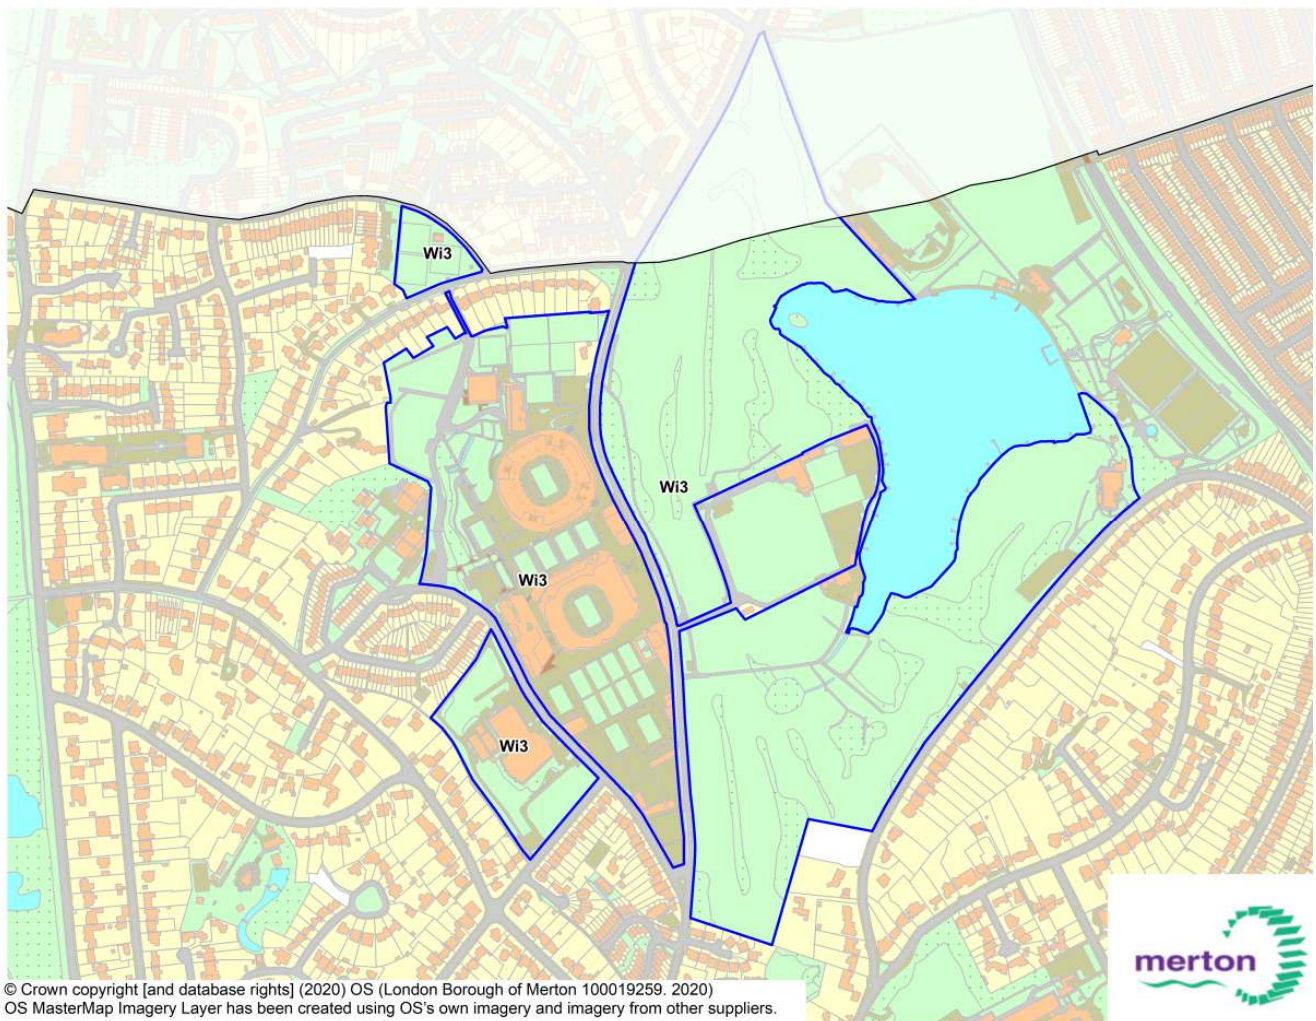 Wi3
Wi3
Wi3
Wi3
merton
© Crown copyright [and database rights] (2020) OS (London Borough of Merton 100019259. 2020)
OS MasterMap Imagery Layer has been created using OS's own imagery and imagery from other suppliers.